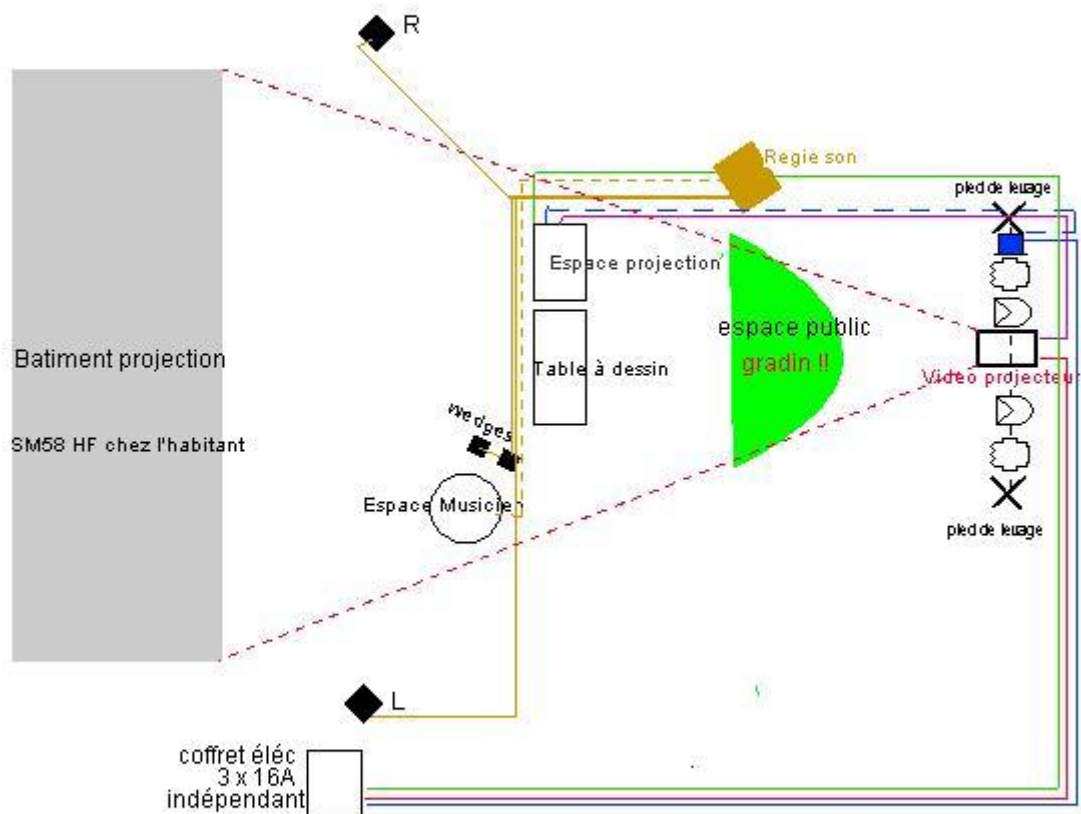 R
Regie son
pied de leuage
Espace projection
espace public
gradin !!
Batiment projection
Table à dessin
Video projecteur
wedges
SM58 HF chez l'habitant
Espace Musicien
pied de leuage
L
coffret éléc
3 x 16A
indépendant